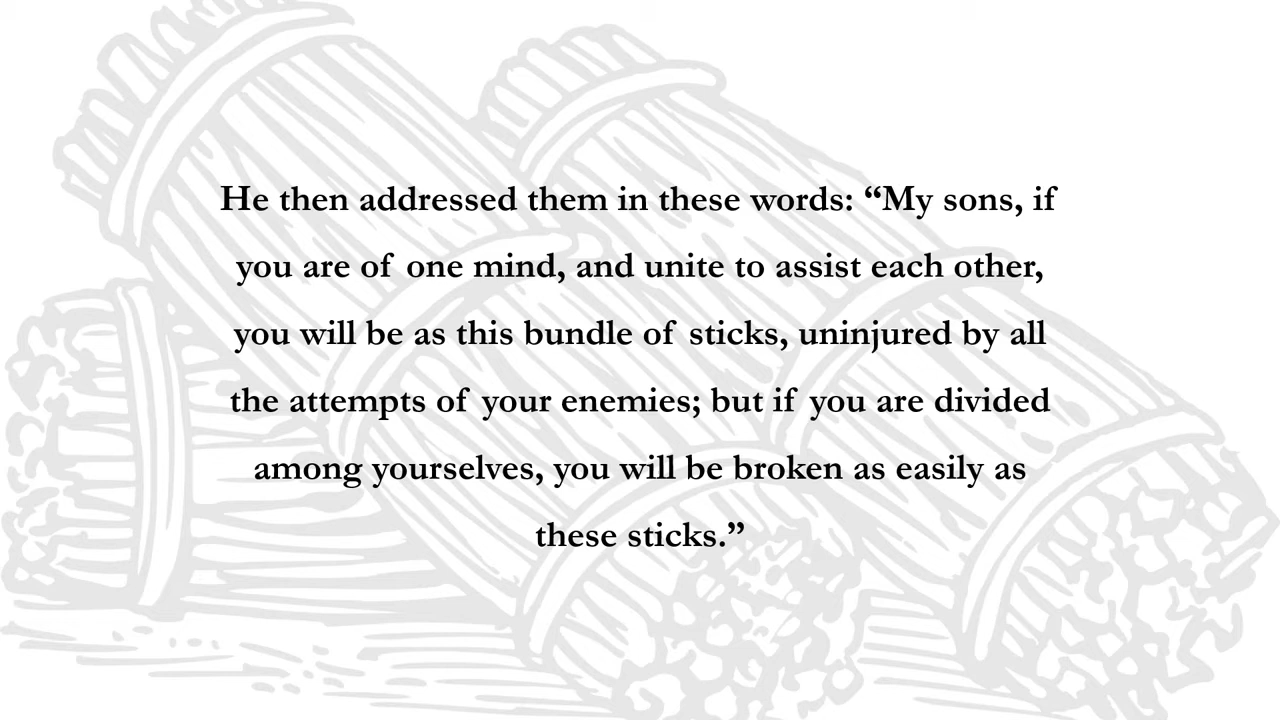 He then addressed them in these words: “My sons, if
you are of one mind, and unite to assist each other,
you will be as this bundle of sticks, uninjured by all
the attempts of your enemies; but if you are divided
among yourselves, you will be broken as easily as
these sticks.”